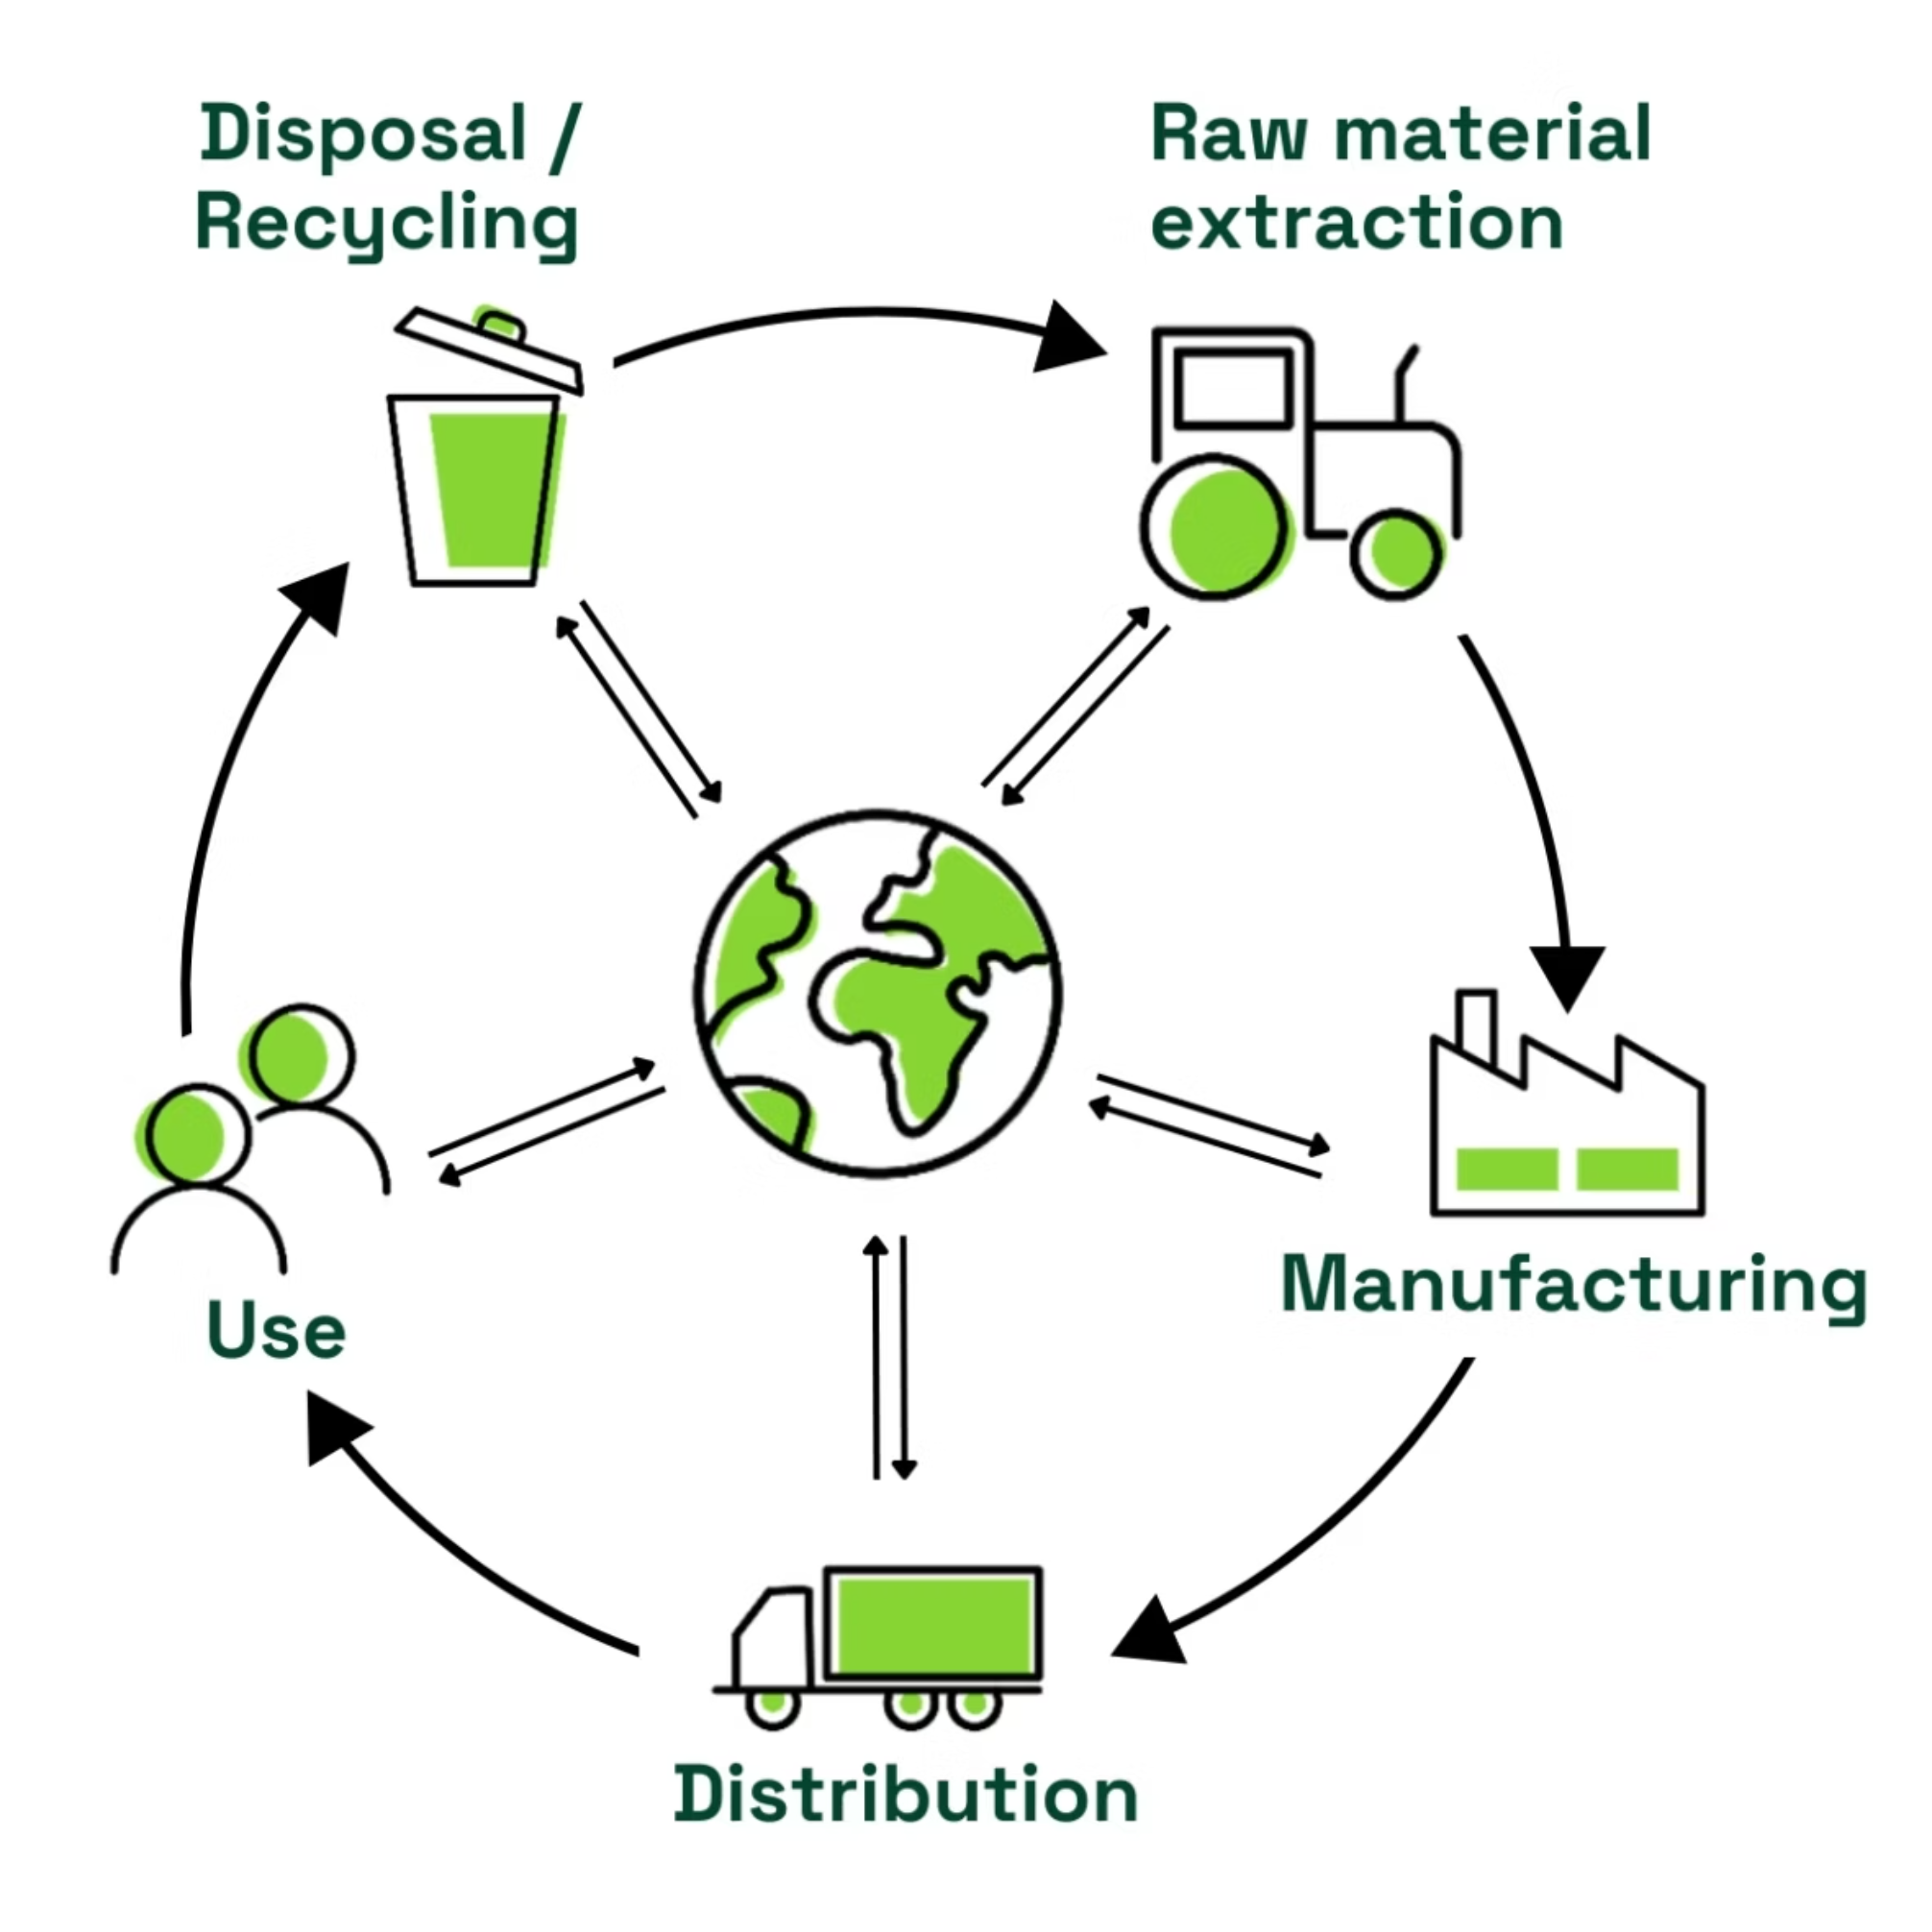 Disposal /
Recycling
Raw material
extraction
Use
Manufacturing
Distribution